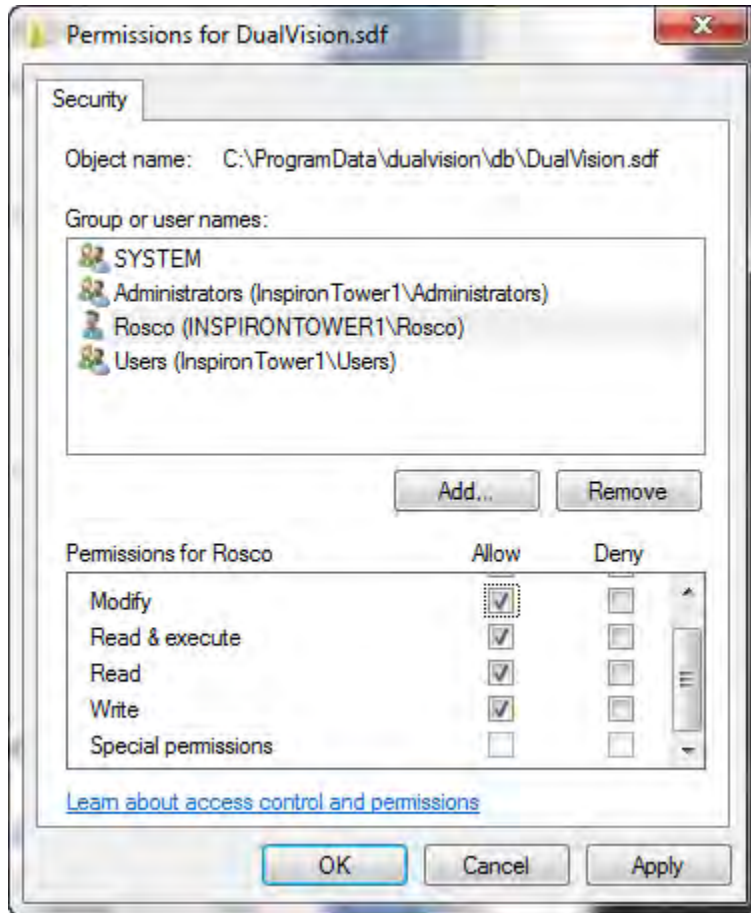 Permissions for DualVision.sdf
Security
Object name: C:\ProgramData\dualvision\db\DualVision.sdf
Group or user names:
SYSTEM
Administrators (InspironTower1\Administrators)
Rosco (INSPIRONTOWER1\Rosco)
Users (InspironTower1\Users)
Add... Remove
Permissions for Rosco Allow Deny
Modify
Read & execute
Read
Write
Special permissions
Learn about access control and permissions
OK Cancel Apply